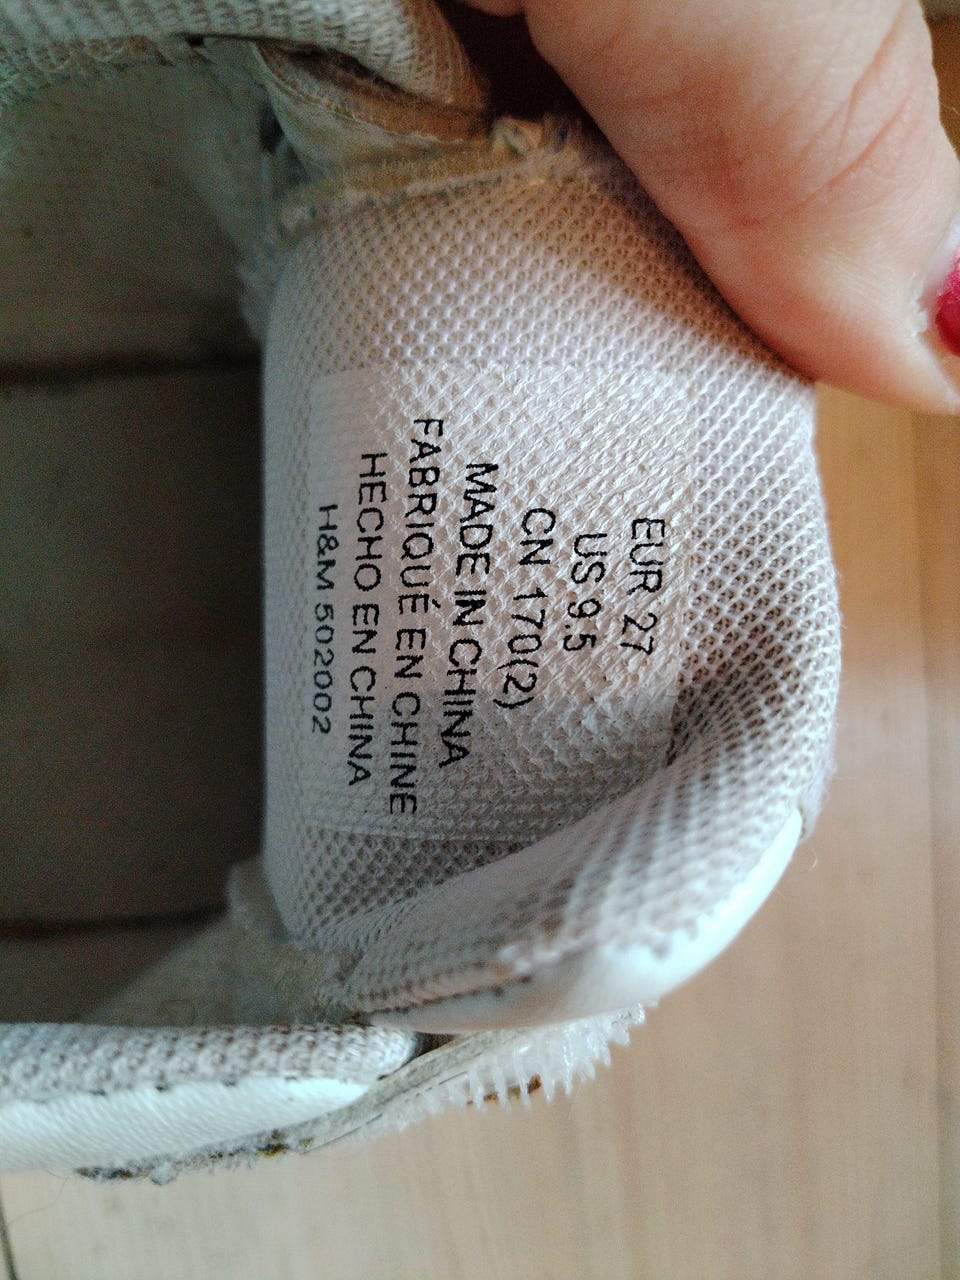 EUR 27
US 9.5
CN 170(2)
MADE IN CHINA
FABRIQUÉ EN CHINE
HECHO EN CHINA
H&M 502002